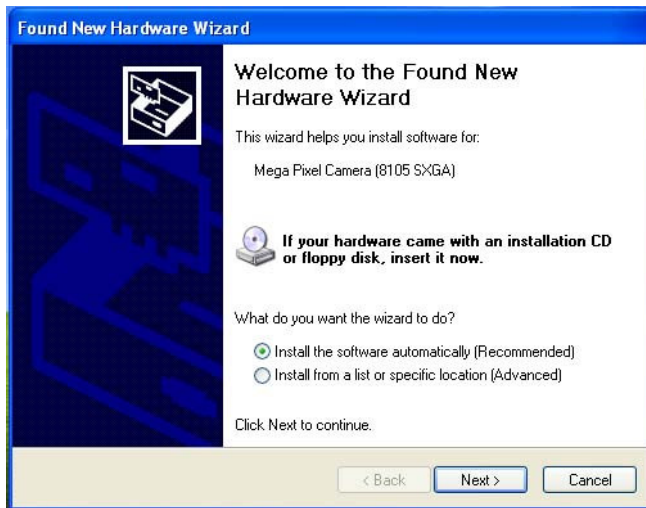 Found New Hardware Wizard
Welcome to the Found New
Hardware Wizard
This wizard helps you install software for:
Mega Pixel Camera (8105 SXGA)
If your hardware came with an installation CD
or floppy disk, insert it now.
What do you want the wizard to do?
Install the software automatically (Recommended)
Install from a list or specific location (Advanced)
Click Next to continue.
< Back Next > Cancel